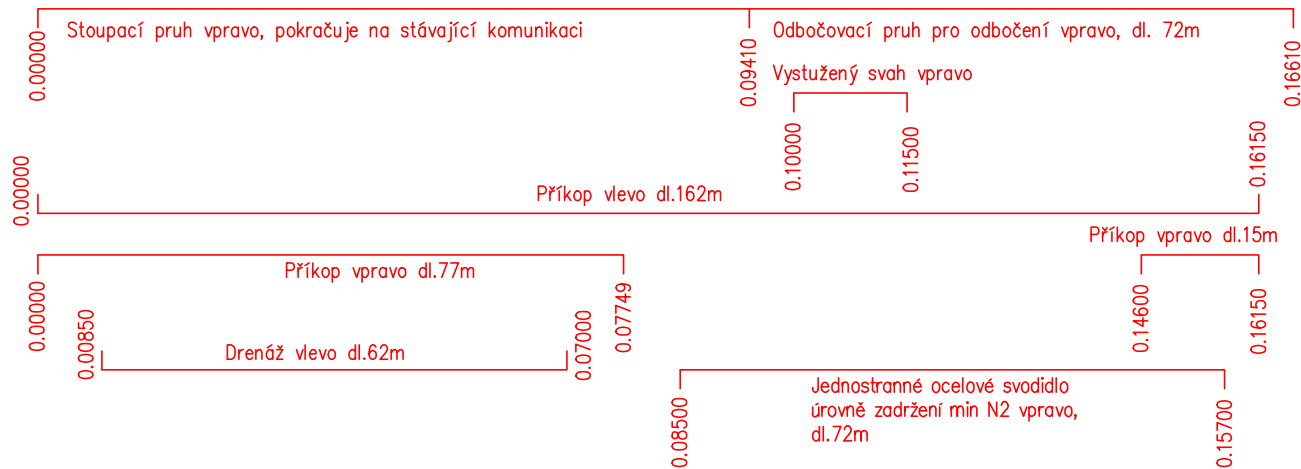 Stoupací pruh vpravo, pokračuje na stávající komunikaci
Odbočovací pruh pro odbočení vpravo, dl. 72m
0.00000
0.09410
0.16610
Vystužený svah vpravo
0.10000
0.11500
0.00000
Příkop vlevo dl.162m
0.16150
Příkop vpravo dl.15m
0.00000
Příkop vpravo dl.77m
0.07749
0.14600
0.16150
0.00850
Drenáž vlevo dl.62m
0.07000
0.08500
Jednostranné ocelové svodidlo
úrovně zadržení min N2 vpravo,
dl.72m
0.15700